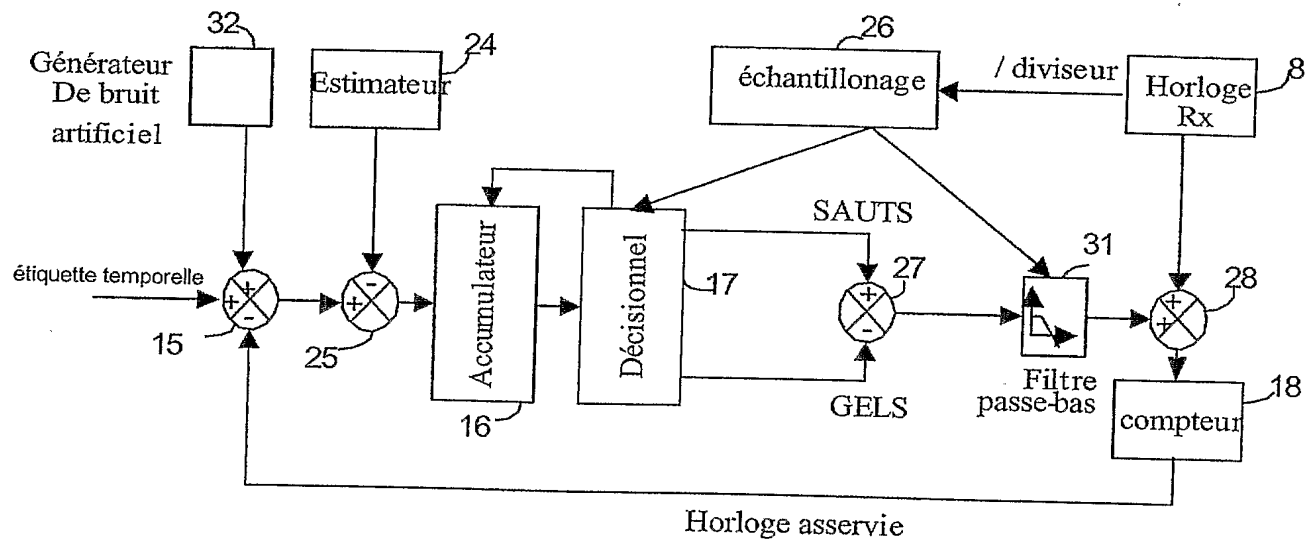 32
Générateur
De bruit
artificiel
24
Estimateur
26
échantillonage
/ diviseur
Horloge
Rx
8
étiquette temporelle
+
+
-
15
-
+
25
Accumulateur
16
Décisionnel
17
SAUTS
GELS
+
-
27
31
Filtre
passe-bas
+
+
28
compteur
18
Horloge asservie